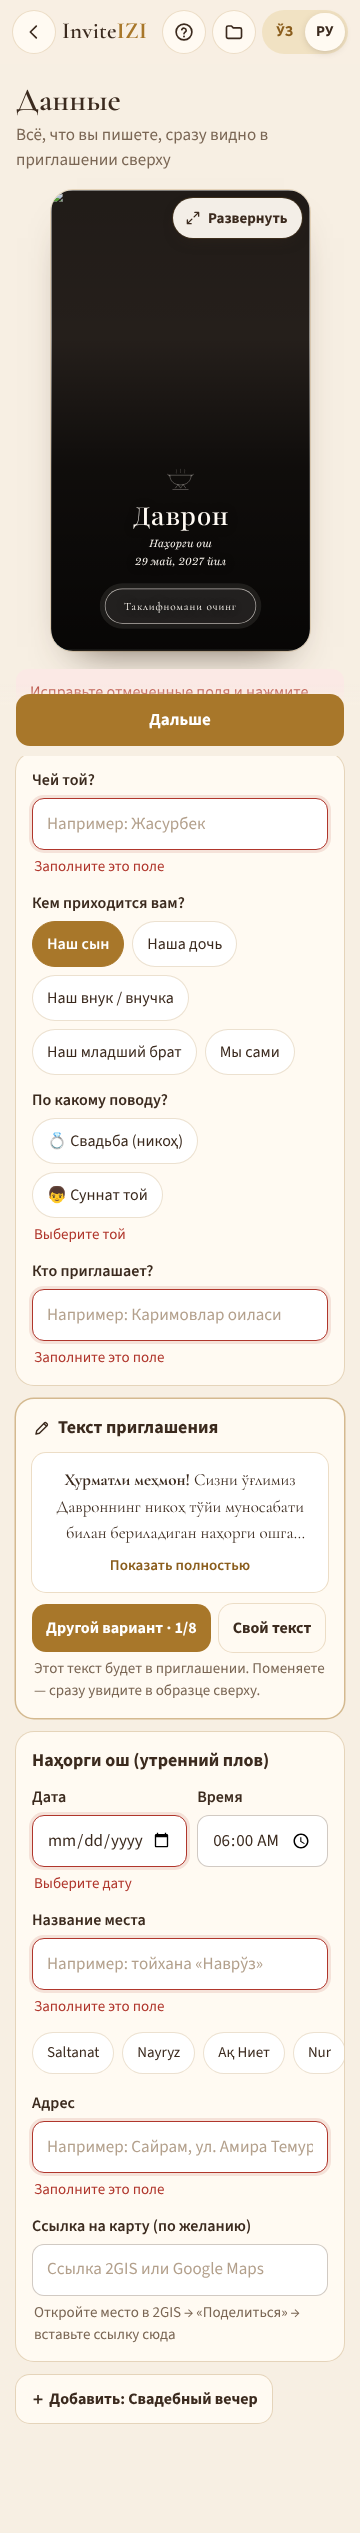 InviteIZI
ЎЗ
РУ
Данные
Всё, что вы пишете, сразу видно в
приглашении сверху
Развернуть
Даврон
Наҳорги ош
29 май, 2027 йил
Таклифномани очинг
Исправьте отмеченные поля и нажмите
Дальше
Чей той?
Например: Жасурбек
Заполните это поле
Кем приходится вам?
Наш сын
Наша дочь
Наш внук / внучка
Наш младший брат
Мы сами
По какому поводу?
Свадьба (никоҳ)
Суннат той
Выберите той
Кто приглашает?
Например: Каримовлар оиласи
Заполните это поле
Текст приглашения
Ҳурматли меҳмон! Сизни ўғлимиз
Давроннинг никоҳ тўйи муносабати
билан бериладиган наҳорги ошга...
Показать полностью
Другой вариант · 1/8
Свой текст
Этот текст будет в приглашении. Поменяете
— сразу увидите в образце сверху.
Наҳорги ош (утренний плов)
Дата
Время
mm/dd/yyyy
06:00 AM
Выберите дату
Название места
Например: тойхана «Наврўз»
Заполните это поле
Saltanat
Nayryz
Ақ Ниет
Nur
Адрес
Например: Сайрам, ул. Амира Темур
Заполните это поле
Ссылка на карту (по желанию)
Ссылка 2GIS или Google Maps
Откройте место в 2GIS → «Поделиться» →
вставьте ссылку сюда
+ Добавить: Свадебный вечер